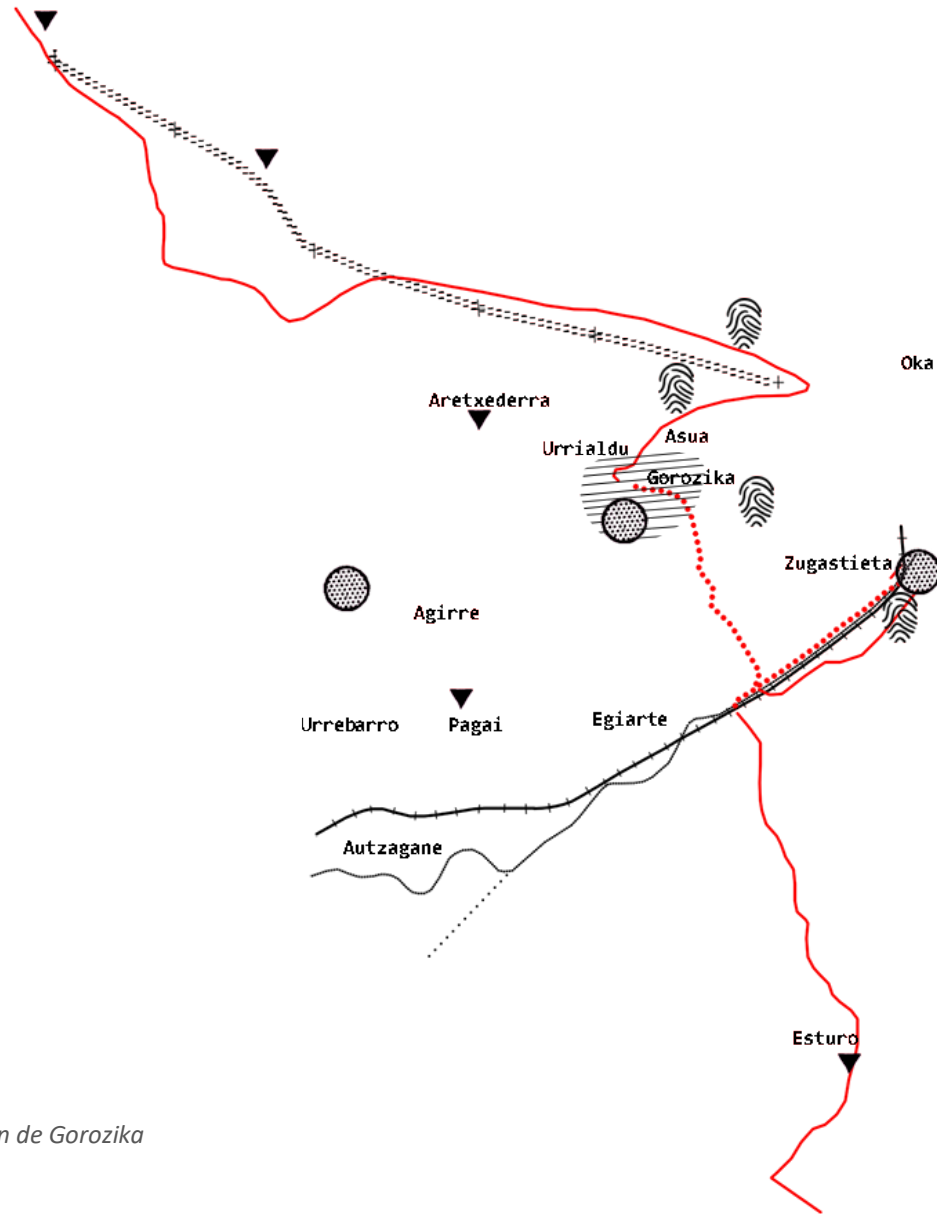 Oka
Aretxederra
Asua
Urrialdu
Gorozika
Zugastieta
Agirre
Egiarte
Urrebarro
Pagai
Autzagane
Esturo
n de Gorozika